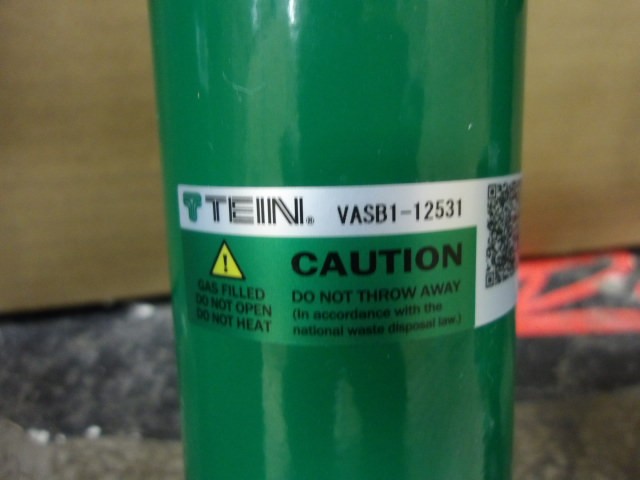 TEIN® VASB1-12531
CAUTION
GAS FILLED
DO NOT OPEN
DO NOT HEAT
DO NOT THROW AWAY
(In accordance with the
national waste disposal law.)